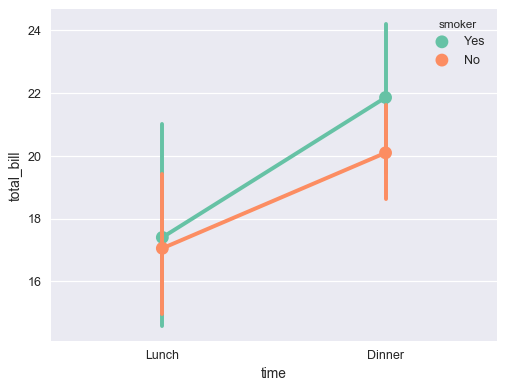 smoker
Yes
No
24
22
20
18
16
total_bill
Lunch
Dinner
time